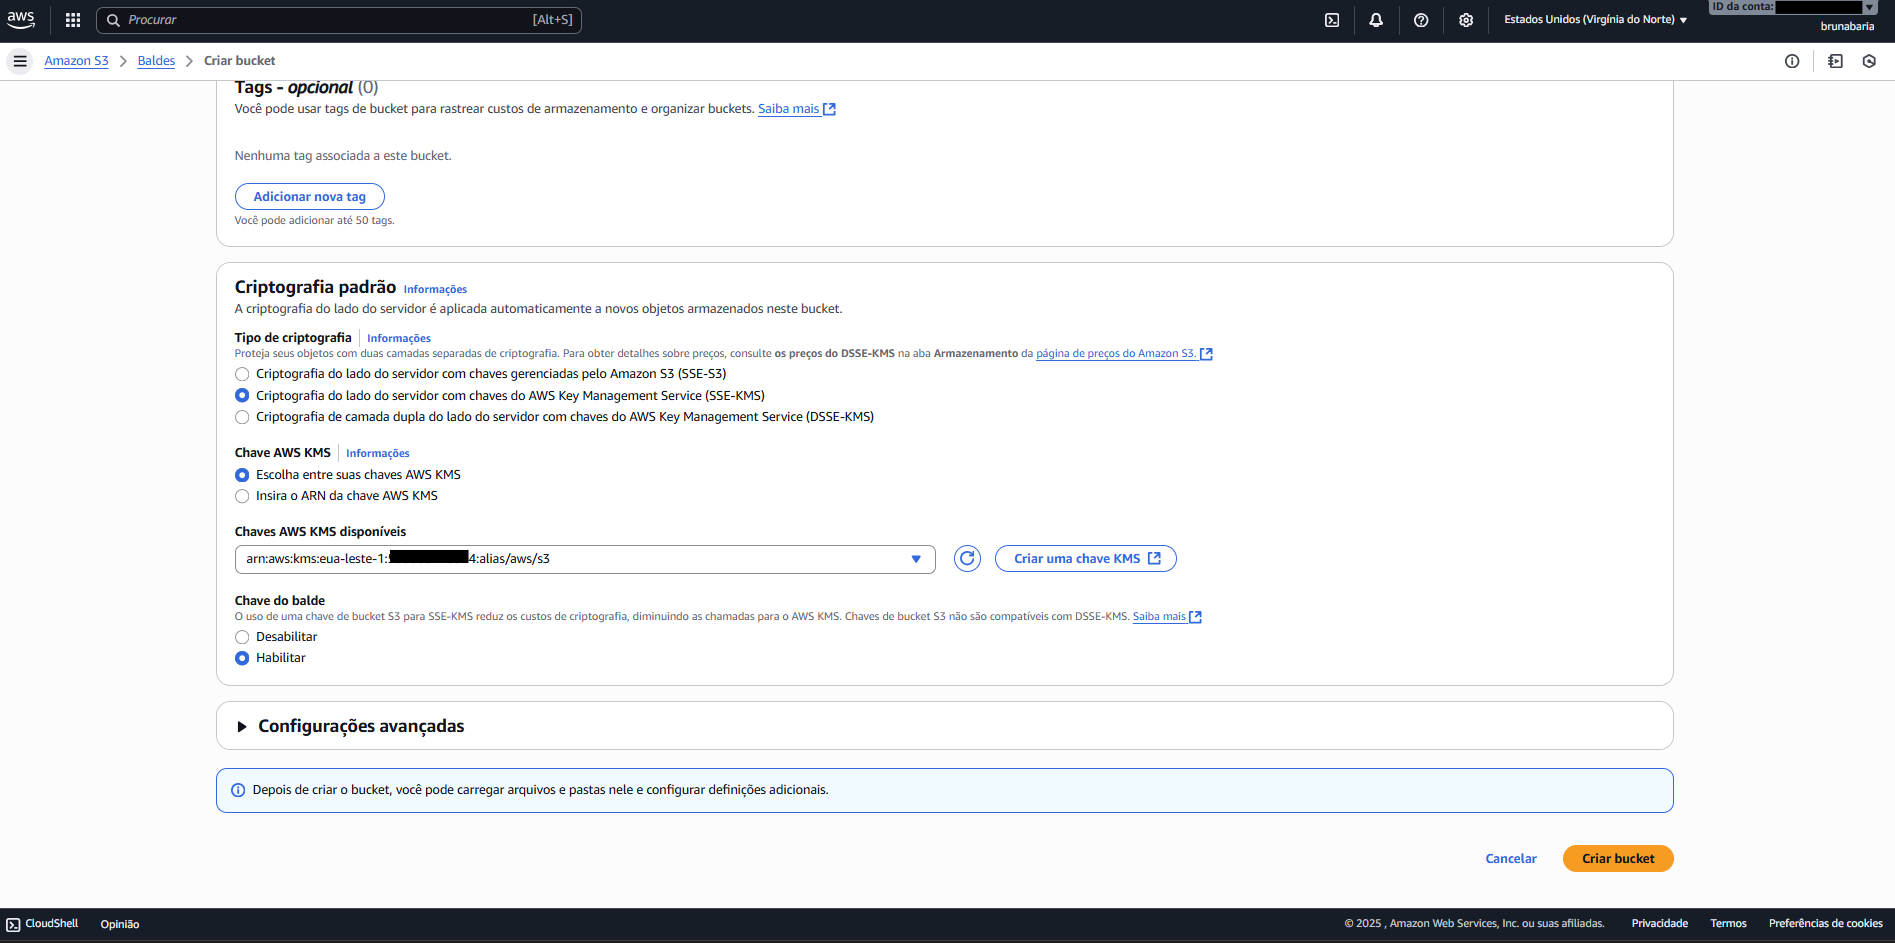 aws
Procurar
[Alt+S]
Estados Unidos (Virgínia do Norte)
ID da conta:
brunabaria
Amazon S3
Baldes
Criar bucket
Tags - opcional (0)
Você pode usar tags de bucket para rastrear custos de armazenamento e organizar buckets. Saiba mais
Nenhuma tag associada a este bucket.
Adicionar nova tag
Você pode adicionar até 50 tags.
Criptografia padrão Informações
A criptografia do lado do servidor é aplicada automaticamente a novos objetos armazenados neste bucket.
Tipo de criptografia Informações
Proteja seus objetos com duas camadas separadas de criptografia. Para obter detalhes sobre preços, consulte os preços do DSSE-KMS na aba Armazenamento da página de preços do Amazon S3.
Criptografia do lado do servidor com chaves gerenciadas pelo Amazon S3 (SSE-S3)
Criptografia do lado do servidor com chaves do AWS Key Management Service (SSE-KMS)
Criptografia de camada dupla do lado do servidor com chaves do AWS Key Management Service (DSSE-KMS)
Chave AWS KMS Informações
Escolha entre suas chaves AWS KMS
Insira o ARN da chave AWS KMS
Chaves AWS KMS disponíveis
arn:aws:kms:eua-leste-1: 4:alias/aws/s3
Criar uma chave KMS
Chave do balde
O uso de uma chave de bucket S3 para SSE-KMS reduz os custos de criptografia, diminuindo as chamadas para o AWS KMS. Chaves de bucket S3 não são compatíveis com DSSE-KMS. Saiba mais
Desabilitar
Habilitar
Configurações avançadas
Depois de criar o bucket, você pode carregar arquivos e pastas nele e configurar definições adicionais.
Cancelar
Criar bucket
CloudShell
Opinião
© 2025 , Amazon Web Services, Inc. ou suas afiliadas.
Privacidade
Termos
Preferências de cookies